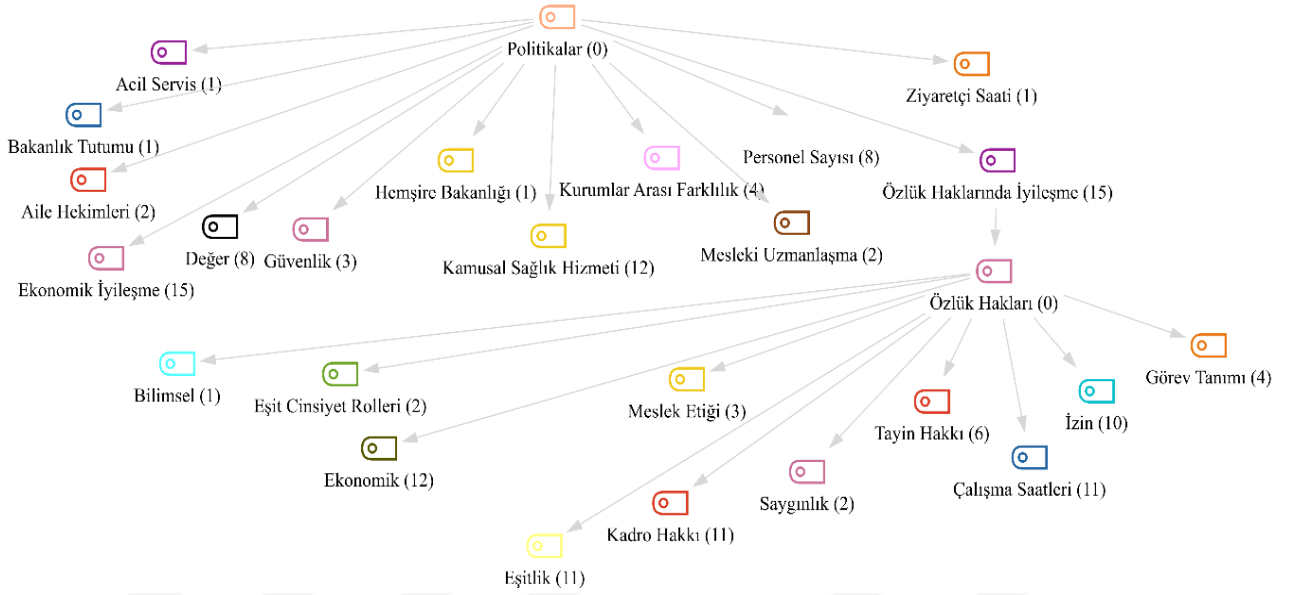 Politikalar (0)
Acil Servis (1)
Ziyaretçi Saati (1)
Bakanlık Tutumu (1)
Personel Sayısı (8)
Hemşire Bakanlığı (1)
Kurumlar Arası Farklılık (4)
Özlük Haklarında İyileşme (15)
Aile Hekimleri (2)
Değer (8)
Güvenlik (3)
Kamusal Sağlık Hizmeti (12)
Mesleki Uzmanlaşma (2)
Ekonomik İyileşme (15)
Özlük Hakları (0)
Bilimsel (1)
Eşit Cinsiyet Rolleri (2)
Meslek Etiği (3)
Görev Tanımı (4)
Tayin Hakkı (6)
İzin (10)
Ekonomik (12)
Saygınlık (2)
Çalışma Saatleri (11)
Kadro Hakkı (11)
Eşitlik (11)